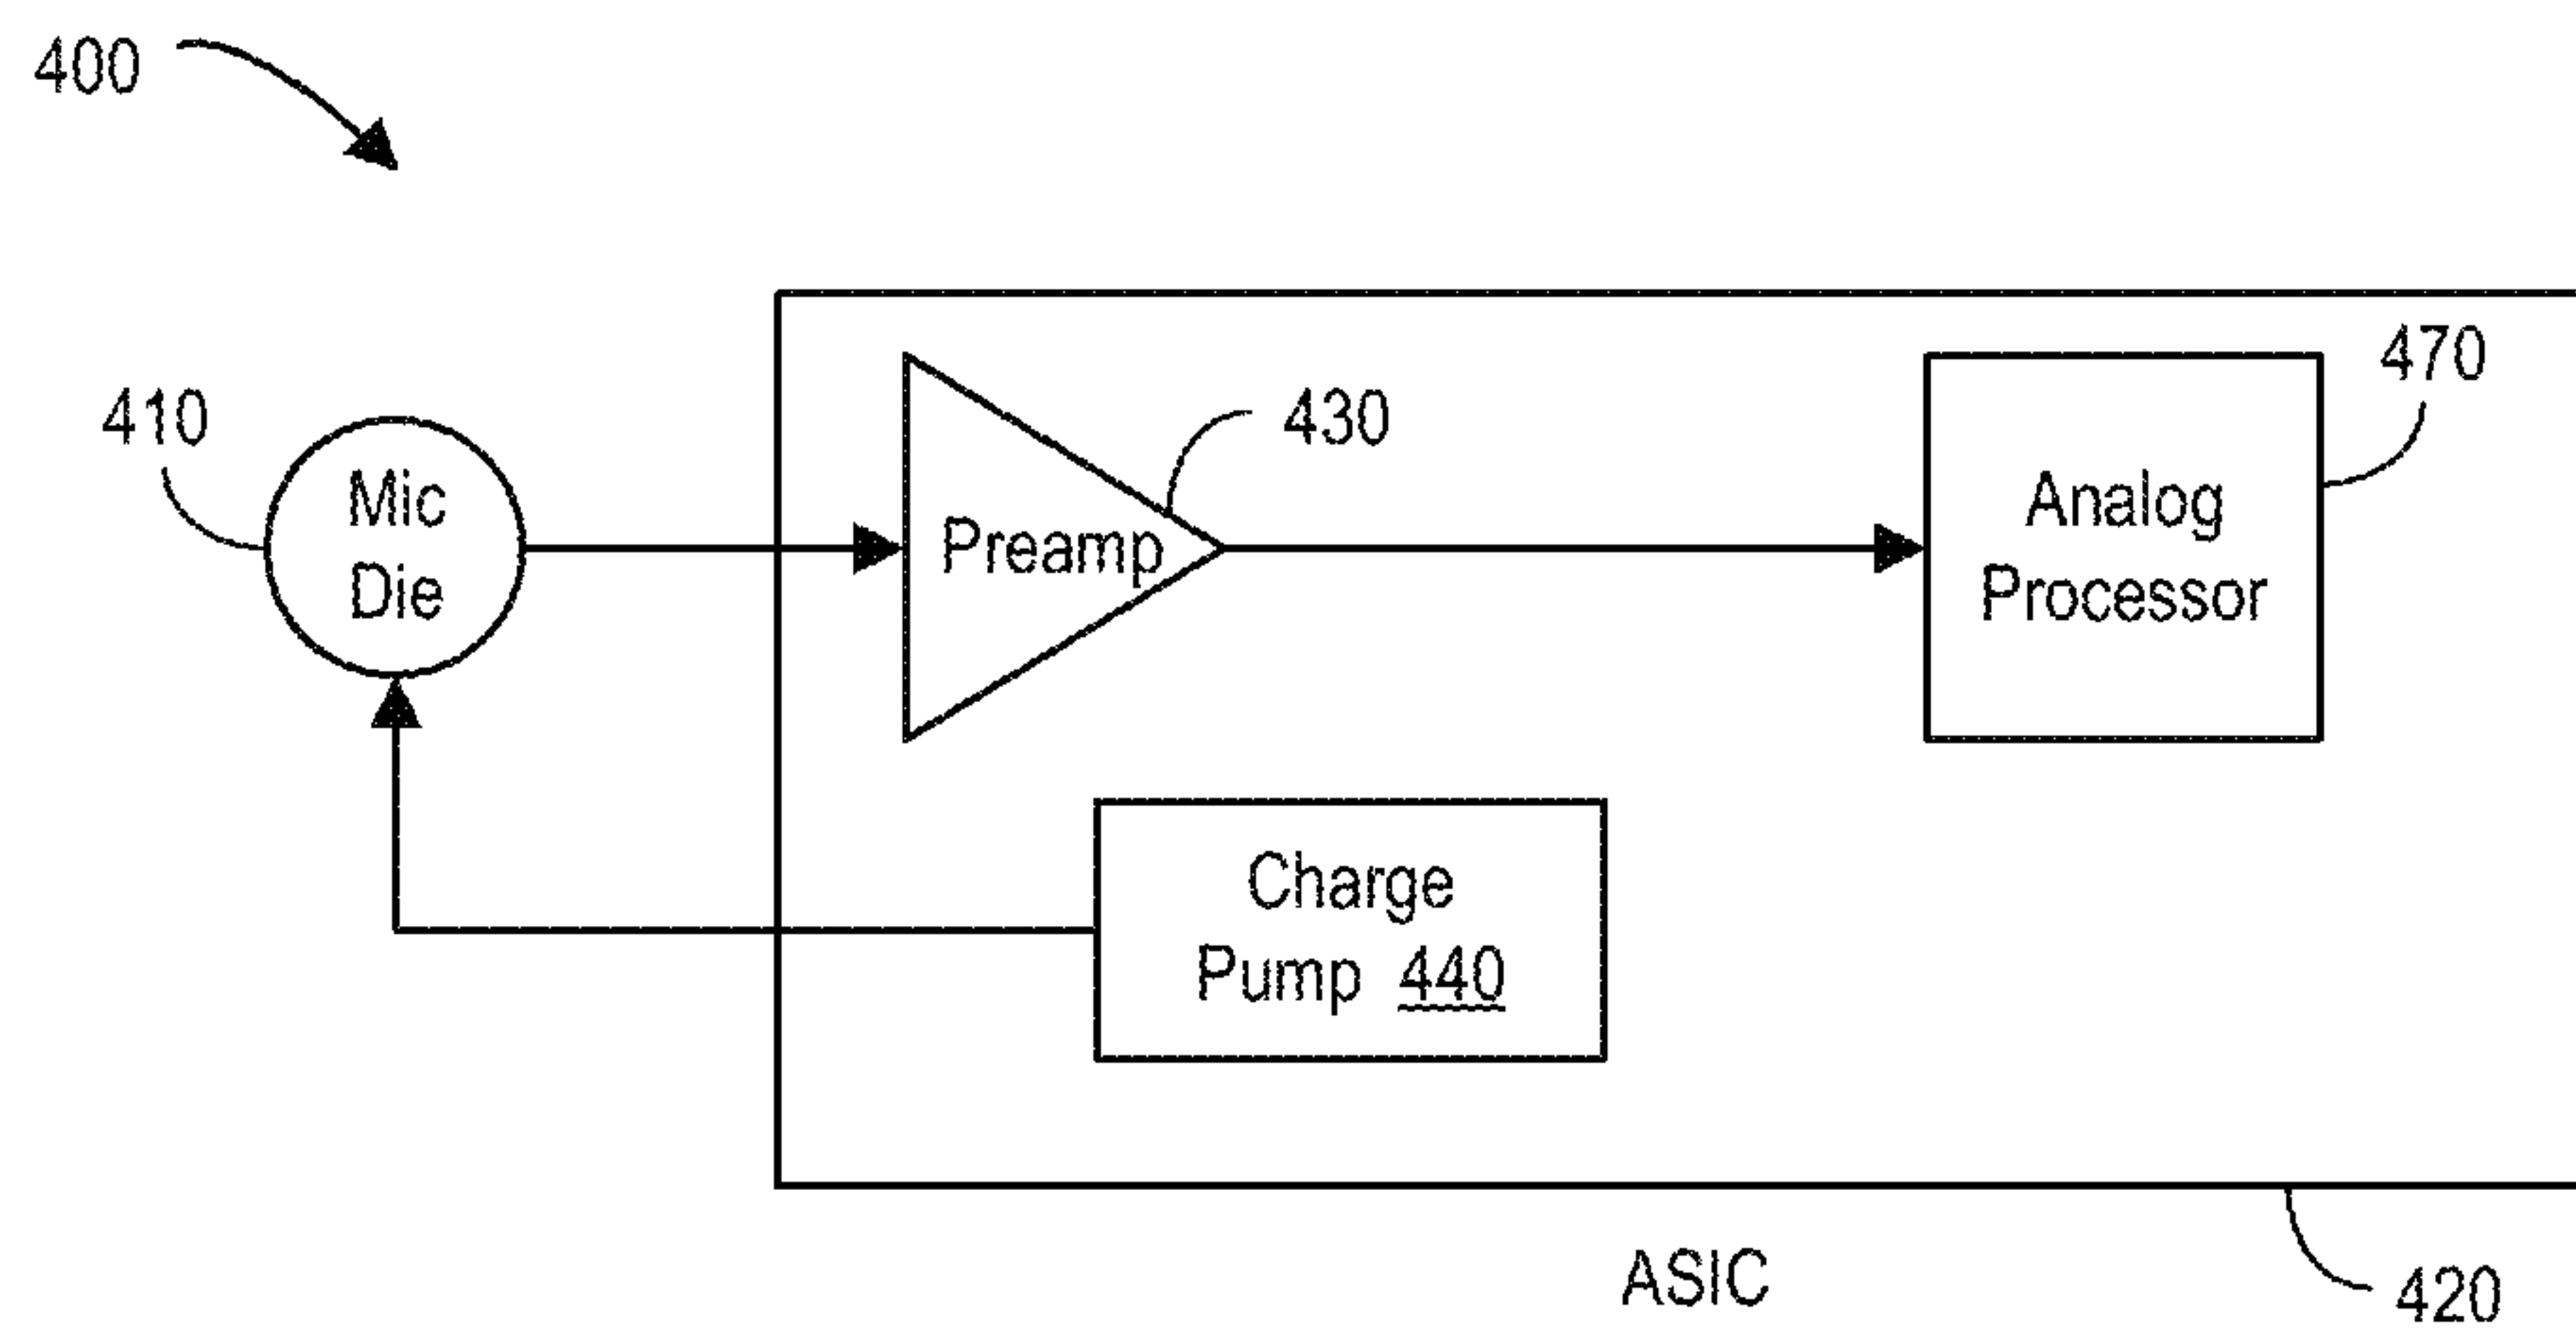 400
410
Mic
Die
Preamp
430
Analog
Processor
470
Charge
Pump 440
ASIC
420